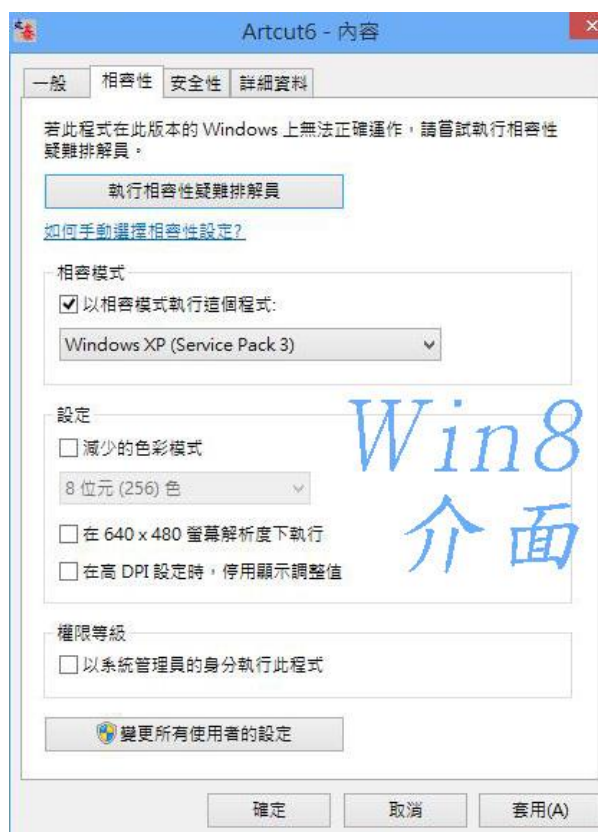 Artcut6 - 內容
一般 相容性 安全性 詳細資料
若此程式在此版本的 Windows 上無法正確運作，請嘗試執行相容性
疑難排解員。
執行相容性疑難排解員
如何手動選擇相容性設定?
相容模式
以相容模式執行這個程式:
Windows XP (Service Pack 3)
設定
減少的色彩模式
8 位元 (256) 色
在 640 x 480 螢幕解析度下執行
在高 DPI 設定時，停用顯示調整值
Win8
介面
權限等級
以系統管理員的身分執行此程式
變更所有使用者的設定
確定 取消 套用(A)